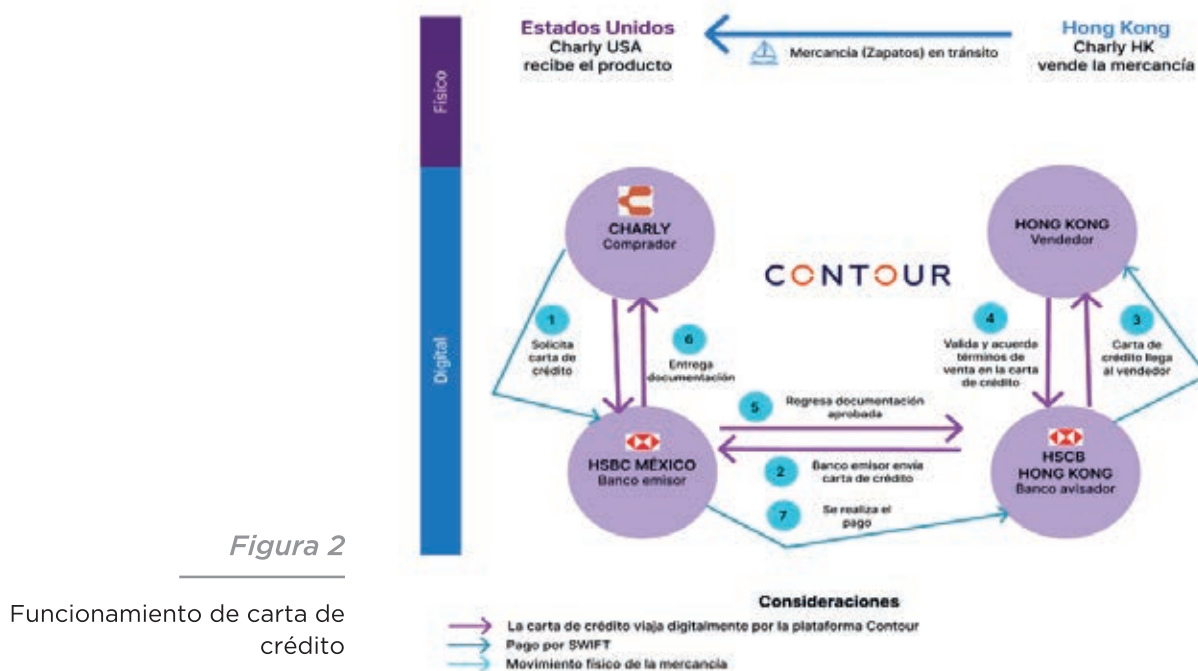 Estados Unidos
Charly USA
recibe el producto
Mercancía (Zapatos) en tránsito
Hong Kong
Charly HK
vende la mercancía
Físico
Digital
CHARLY
Comprador
HONG KONG
Vendedor
CONTOUR
1
Solicita
carta de
crédito
6
Entrega
documentación
4
Valida y acuerda
términos de
venta en la carta
de crédito
3
Carta de
crédito llega
al vendedor
5
Regresa documentación
aprobada
HSBC MÉXICO
Banco emisor
2
Banco emisor envía
carta de crédito
HSCB
HONG KONG
Banco avisador
7
Se realiza el
pago
Figura 2
Funcionamiento de carta de
crédito
Consideraciones
La carta de crédito viaja digitalmente por la plataforma Contour
Pago por SWIFT
Movimiento físico de la mercancia